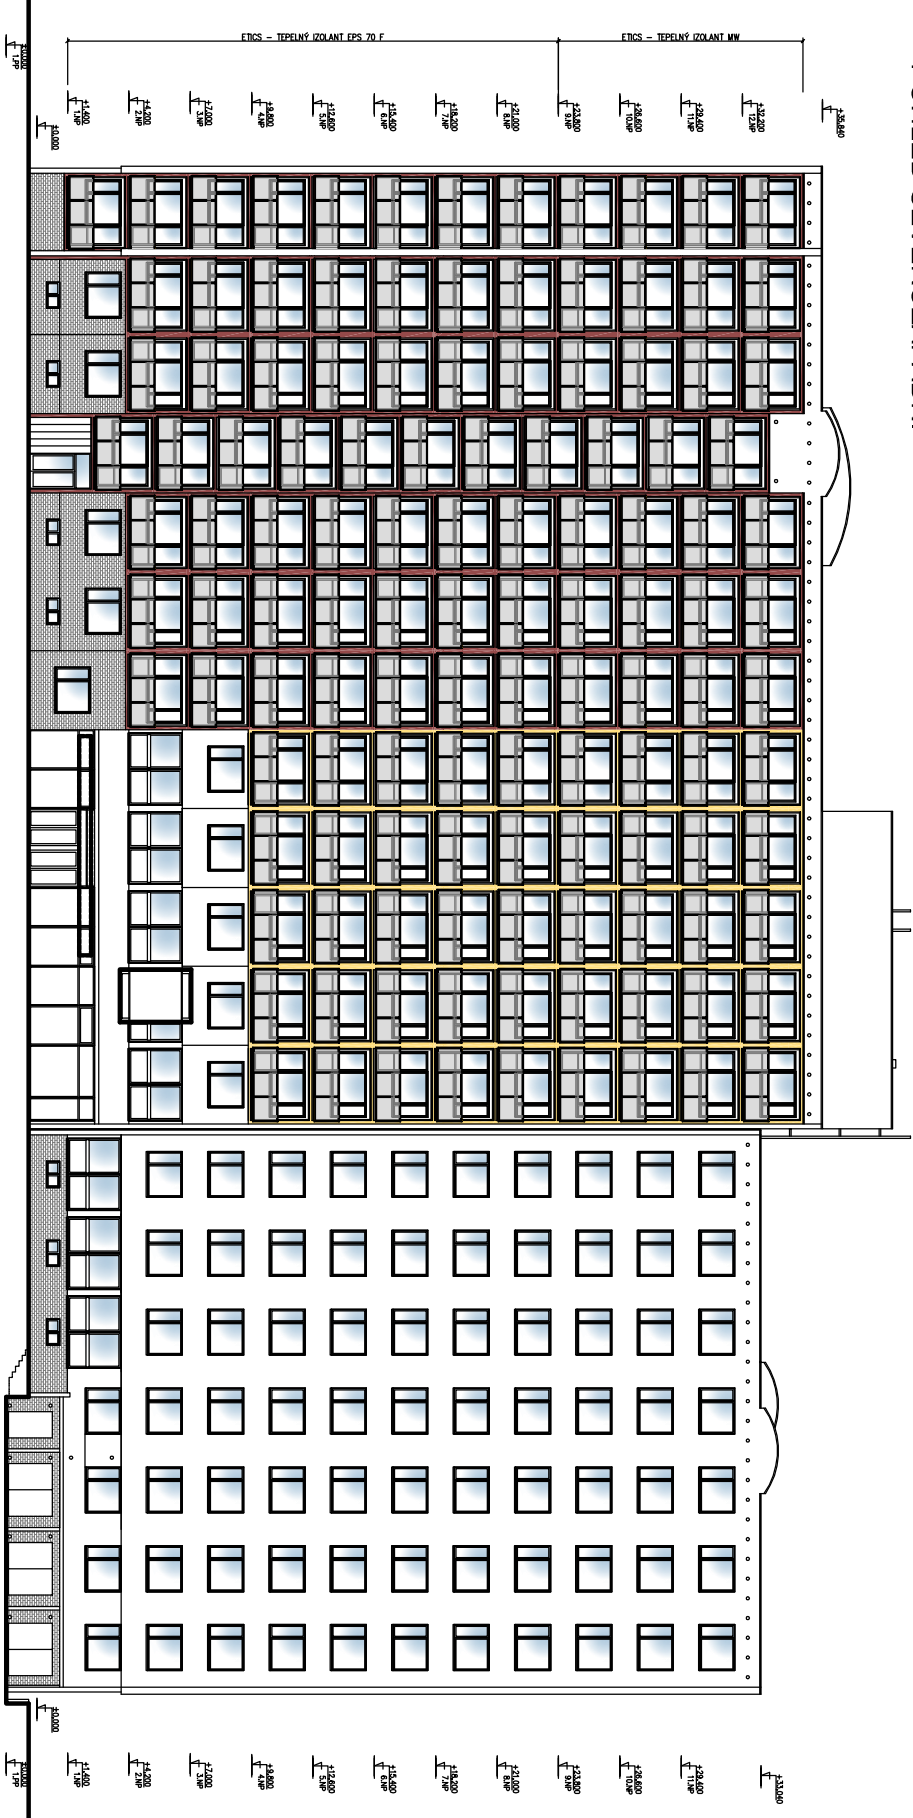 ETICS - TEPELNÝ IZOLANT EPS 70 F
ETICS - TEPELNÝ IZOLANT MW
1.PP
±0.000
+1.400
1.NP
+4.200
2.NP
+7.000
3.NP
+9.800
4.NP
+12.600
5.NP
+15.400
6.NP
+18.200
7.NP
+21.000
8.NP
+23.800
9.NP
+26.600
10.NP
+29.400
11.NP
+32.200
12.NP
+35.840
±0.000
1.PP
+1.400
1.NP
+4.200
2.NP
+7.000
3.NP
+9.800
4.NP
+12.600
5.NP
+15.400
6.NP
+18.200
7.NP
+21.000
8.NP
+23.800
9.NP
+26.600
10.NP
+29.400
11.NP
+33.040